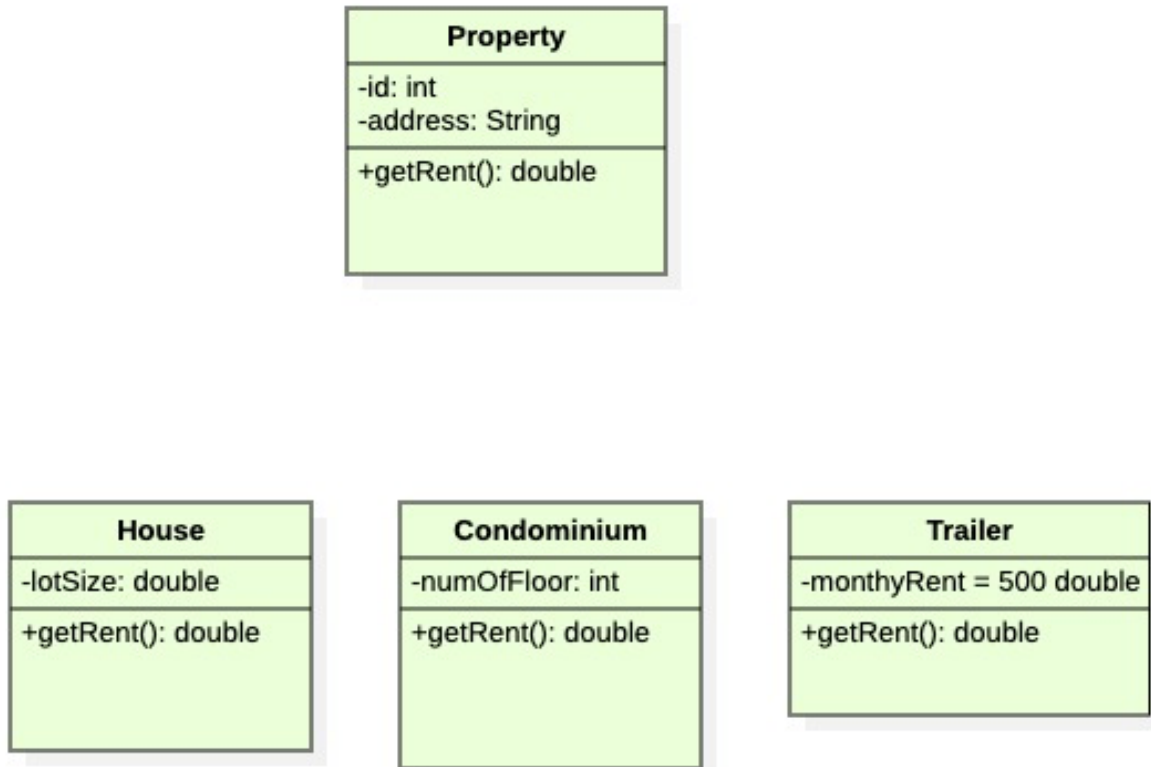 Property
-id: int
-address: String
+getRent(): double
House
-lotSize: double
+getRent(): double
Condominium
-numOfFloor: int
+getRent(): double
Trailer
-monthyRent = 500 double
+getRent(): double